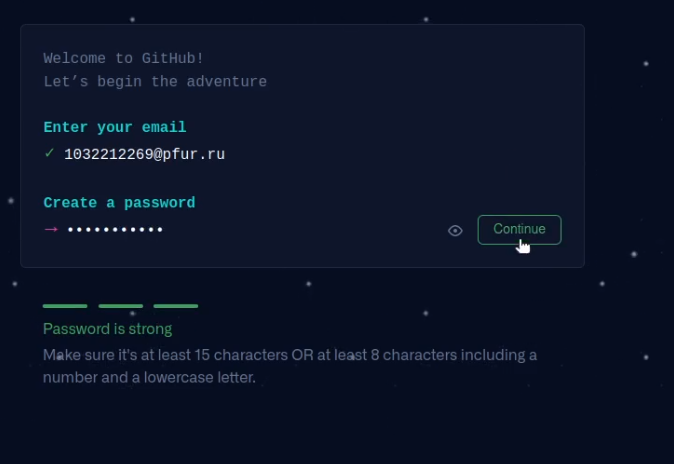 Welcome to GitHub!
Let’s begin the adventure
Enter your email
✓ 1032212269@pfur.ru
Create a password
→ •••••••••••
Continue
Password is strong
Make sure it's at least 15 characters OR at least 8 characters including a
number and a lowercase letter.